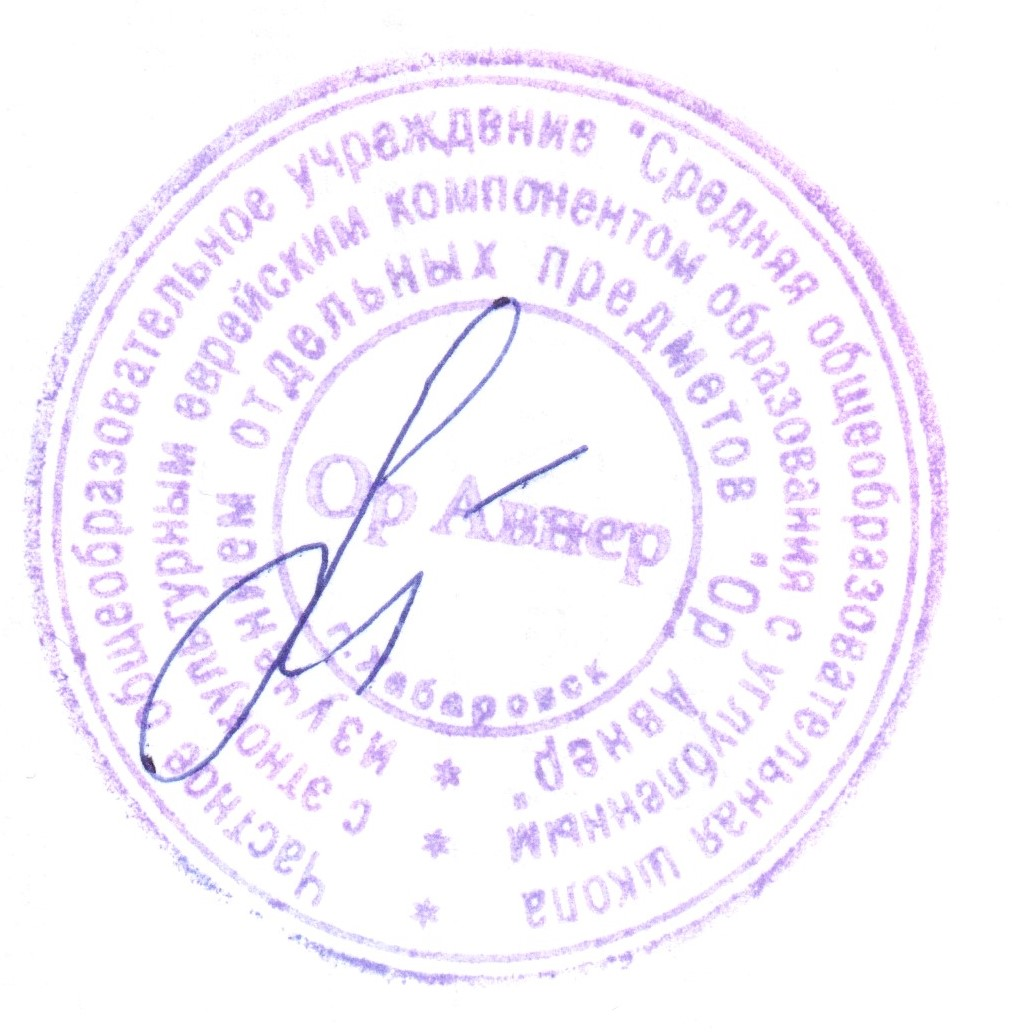 Частное общеобразовательное учреждение "Средняя общеобразовательная школа
с этнокультурным еврейским компонентом образования с углубленным
изучением отдельных предметов "Ор Авнер"
Ор Авнер
г. Хабаровск